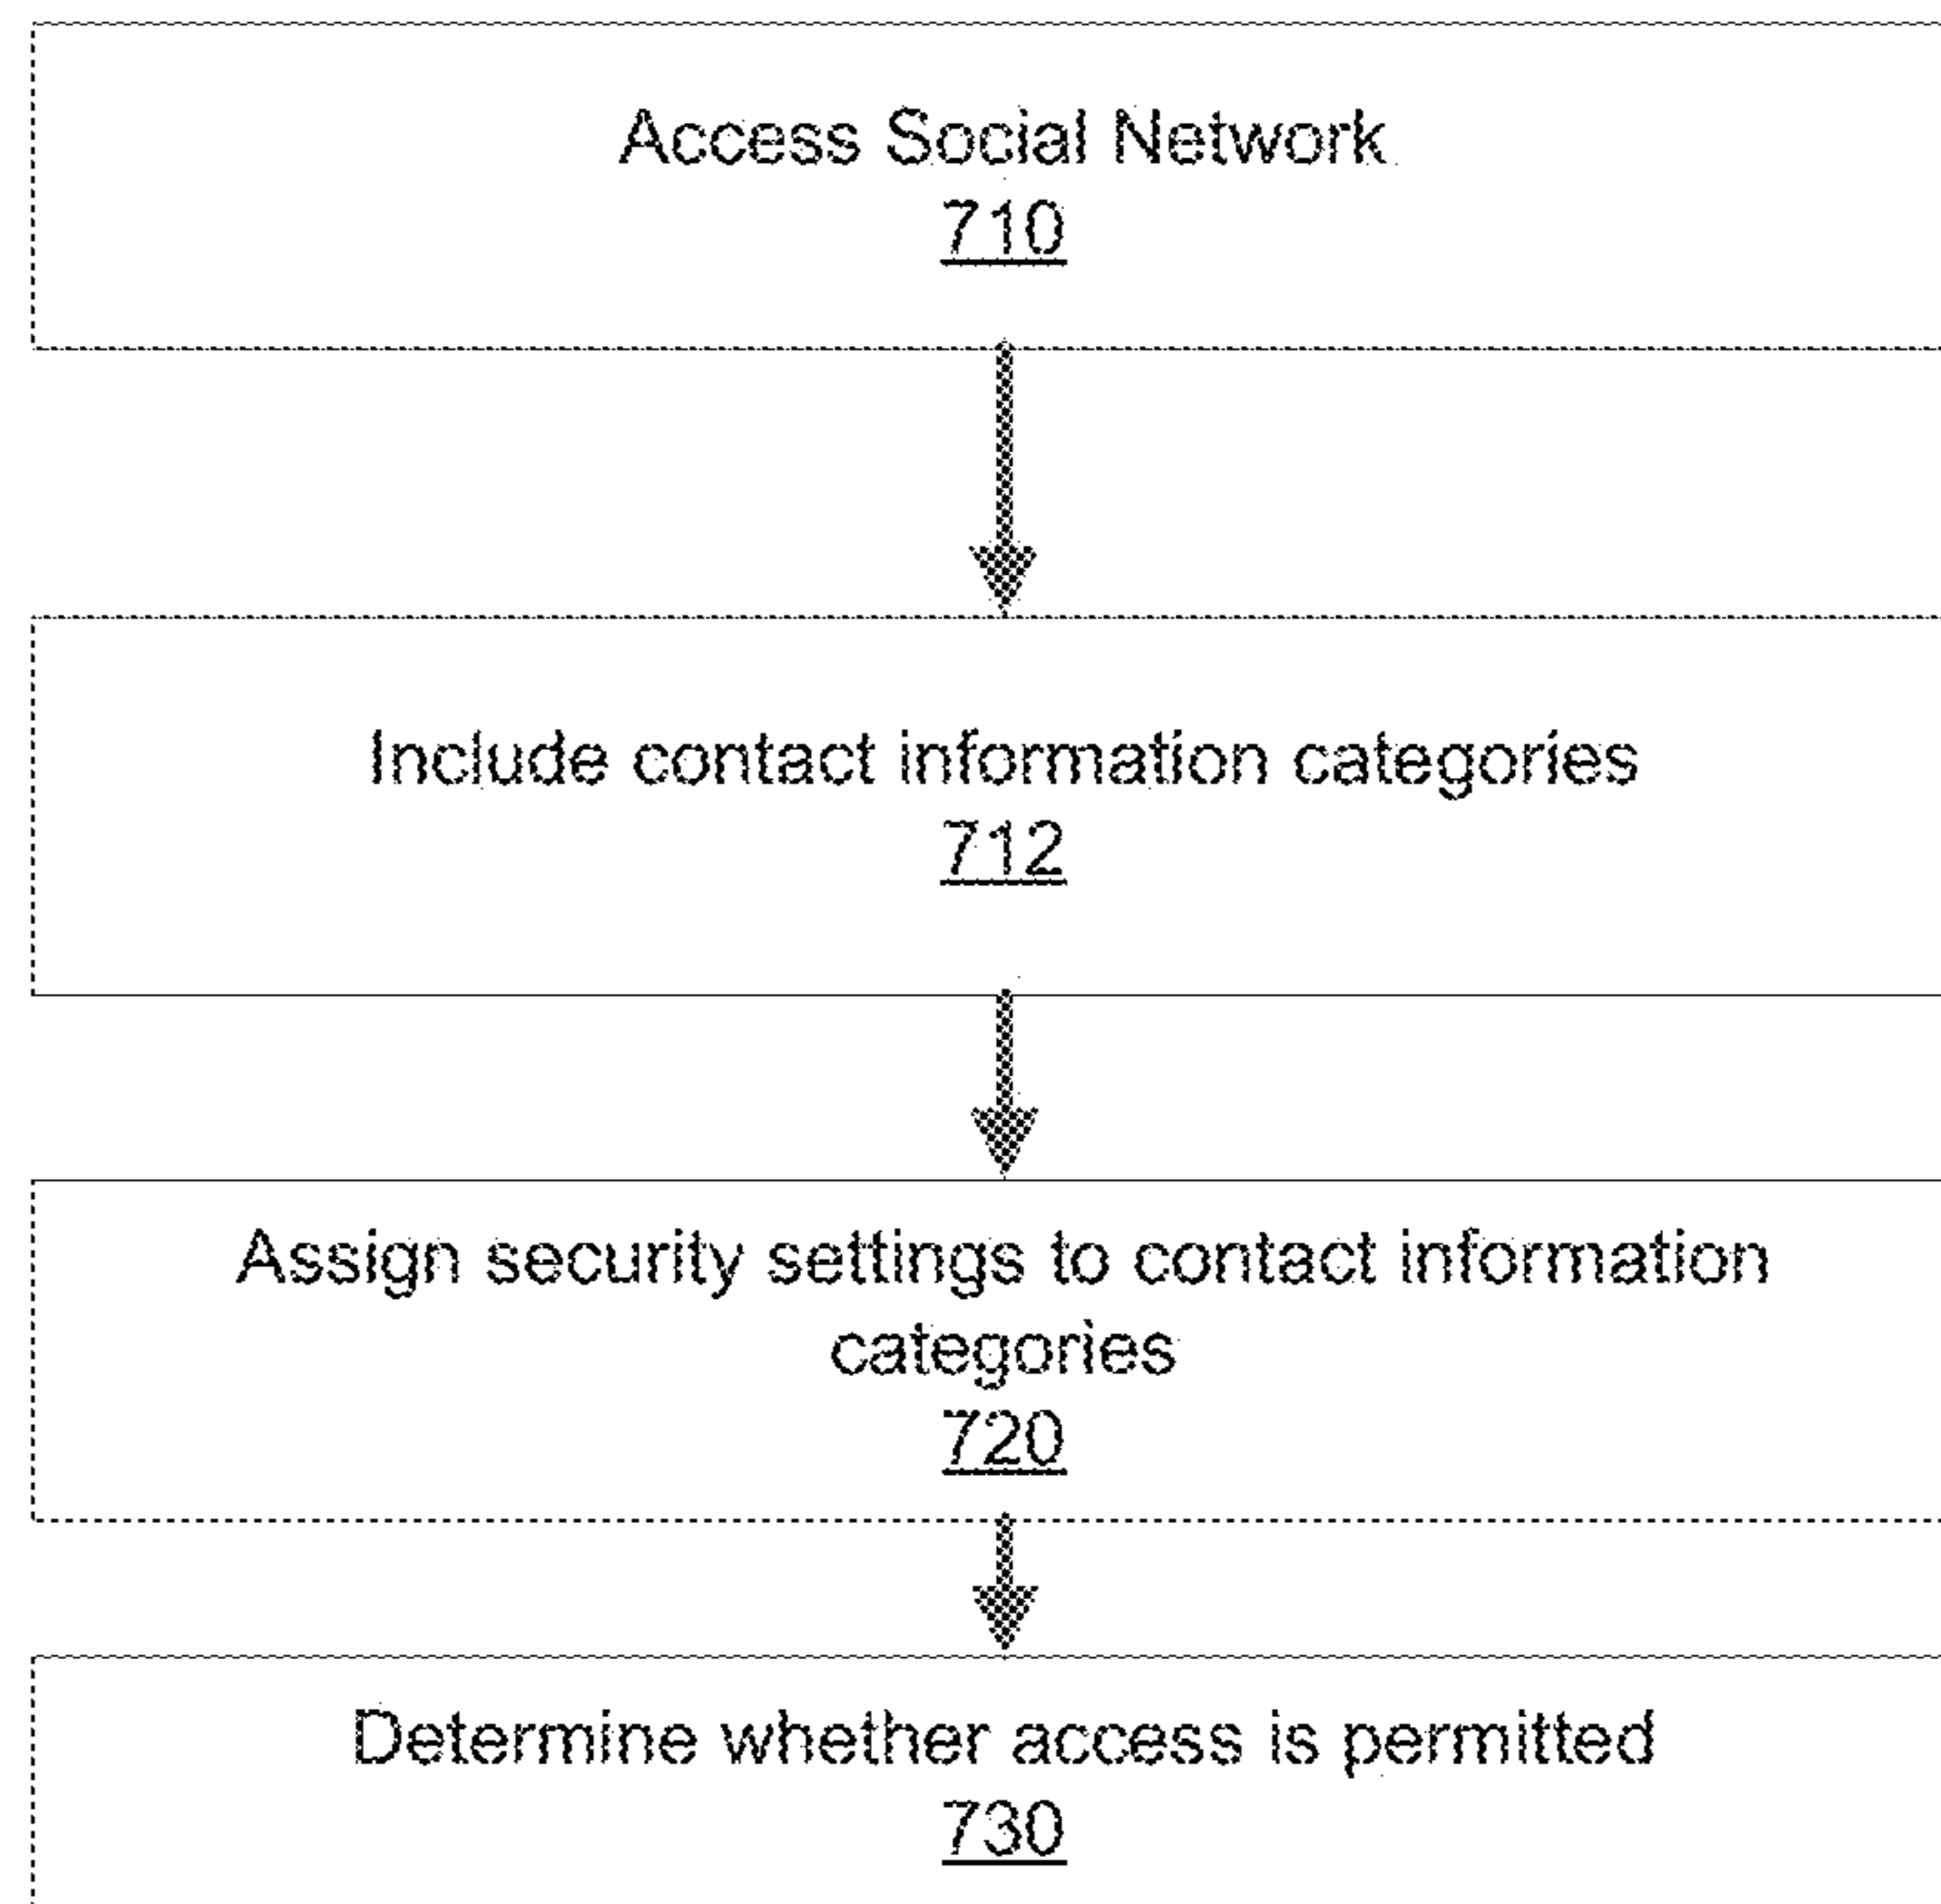 Access Social Network
710
Include contact information categories
712
Assign security settings to contact information
categories
720
Determine whether access is permitted
730